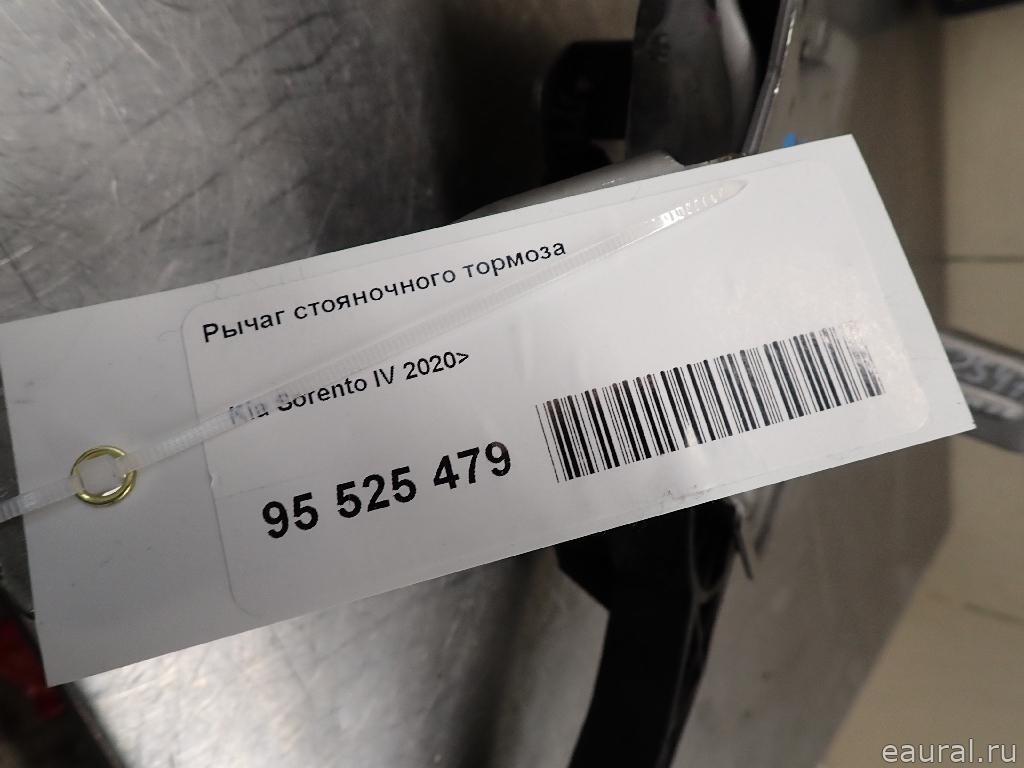 Рычаг стояночного тормоза
Kia Sorento IV 2020>
95 525 479
eaural.ru